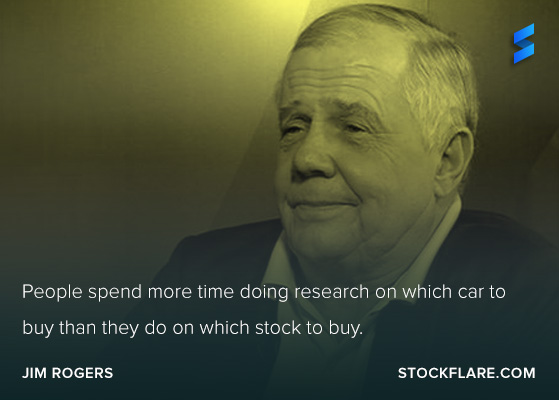 People spend more time doing research on which car to
buy than they do on which stock to buy.
JIM ROGERS
STOCKFLARE.COM